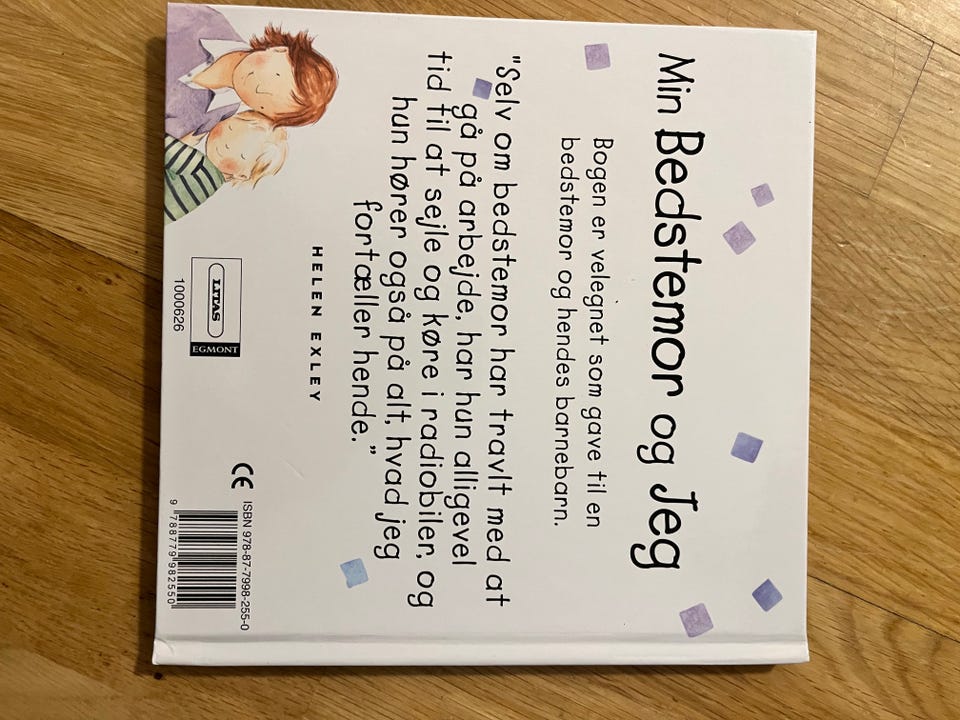 Min Bedstemor og Jeg
Bogen er velegnet som gave til en
bedstemor og hendes barnebarn.
"Selv om bedstemor har travlt med at
gå på arbejde, har hun alligevel
tid til at sejle og køre i radiobiler, og
hun hører også på alt, hvad jeg
fortæller hende."
HELEN EXLEY
LITAS
EGMONT
1000626
CE
ISBN 978-87-7998-255-0
9 788779 982550